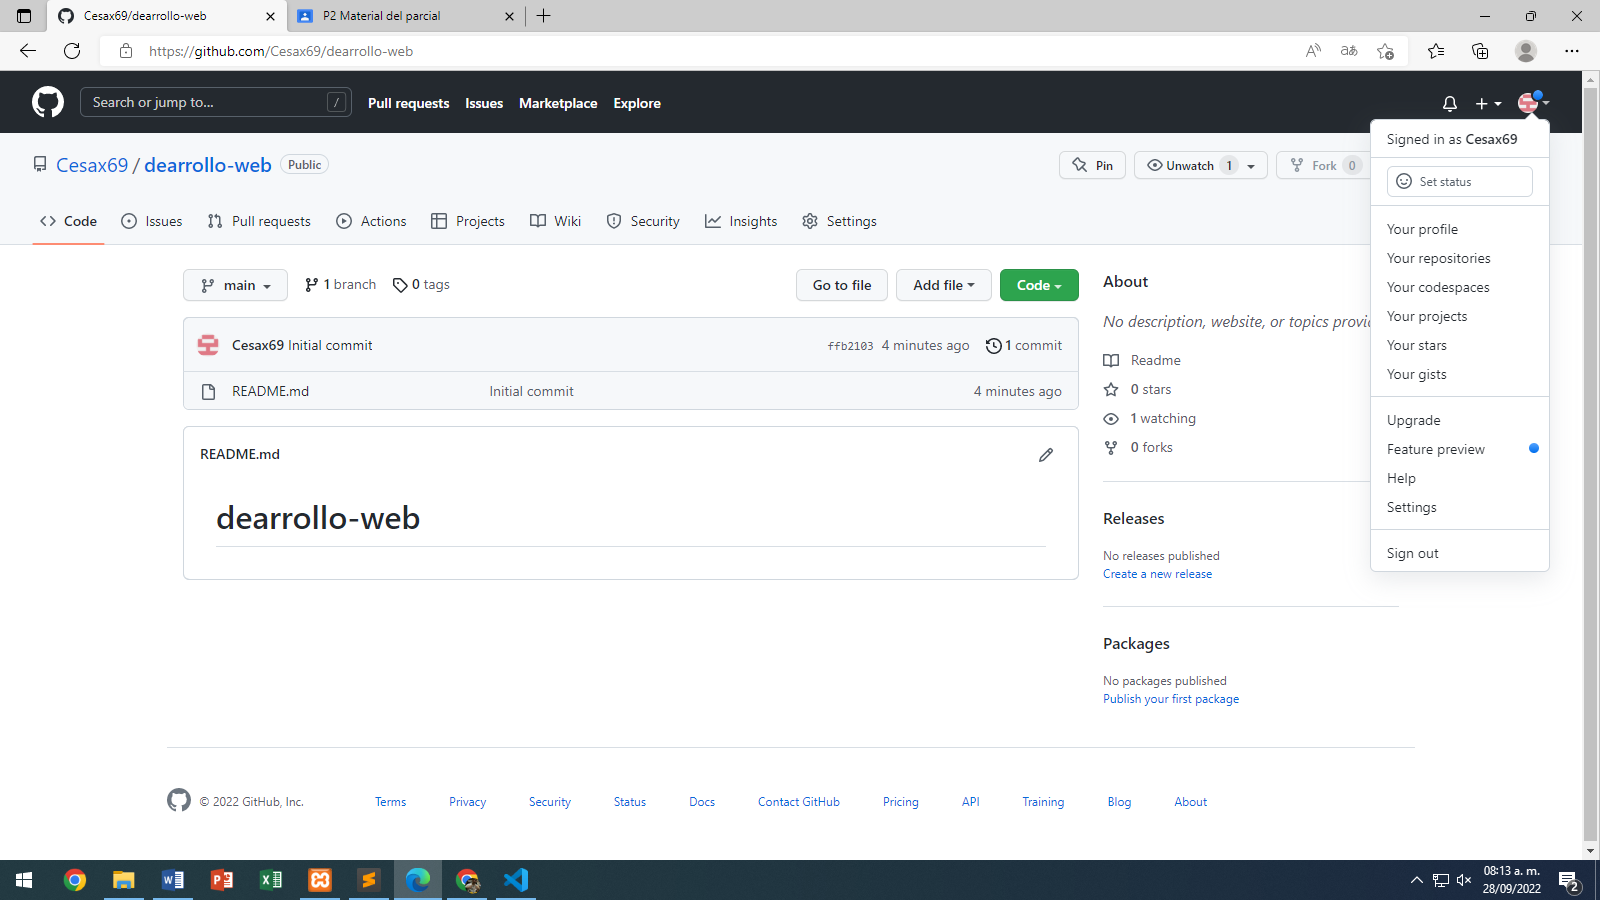 Cesax69/dearrollo-web
P2 Material del parcial
https://github.com/Cesax69/dearrollo-web
Search or jump to... /
Pull requests Issues Marketplace Explore
Signed in as Cesax69
Set status
Your profile
Your repositories
Your codespaces
Your projects
Your stars
Your gists
Upgrade
Feature preview
Help
Settings
Sign out
Cesax69 / dearrollo-web Public
Pin Unwatch 1 Fork 0
Code Issues Pull requests Actions Projects Wiki Security Insights Settings
main 1 branch 0 tags Go to file Add file Code
Cesax69 Initial commit ffb2103 4 minutes ago 1 commit
README.md Initial commit 4 minutes ago
README.md
dearrollo-web
About
No description, website, or topics provi
Readme
0 stars
1 watching
0 forks
Releases
No releases published
Create a new release
Packages
No packages published
Publish your first package
© 2022 GitHub, Inc. Terms Privacy Security Status Docs Contact GitHub Pricing API Training Blog About
08:13 a. m.
28/09/2022
2